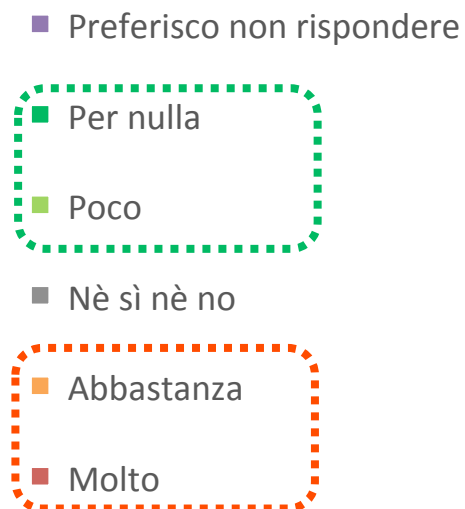 Preferisco non rispondere
Per nulla
Poco
Nè sì nè no
Abbastanza
Molto